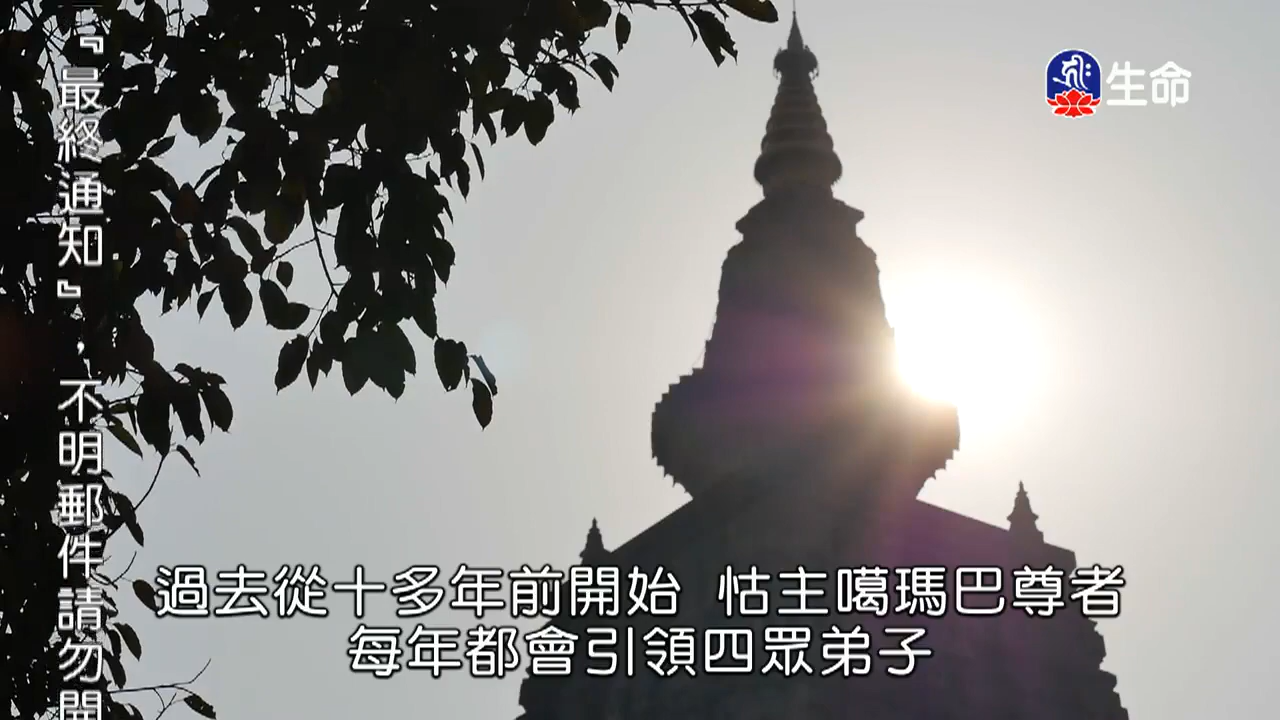 『最終通知』，不明郵件請勿開
生命
過去從十多年前開始 怙主噶瑪巴尊者
每年都會引領四眾弟子